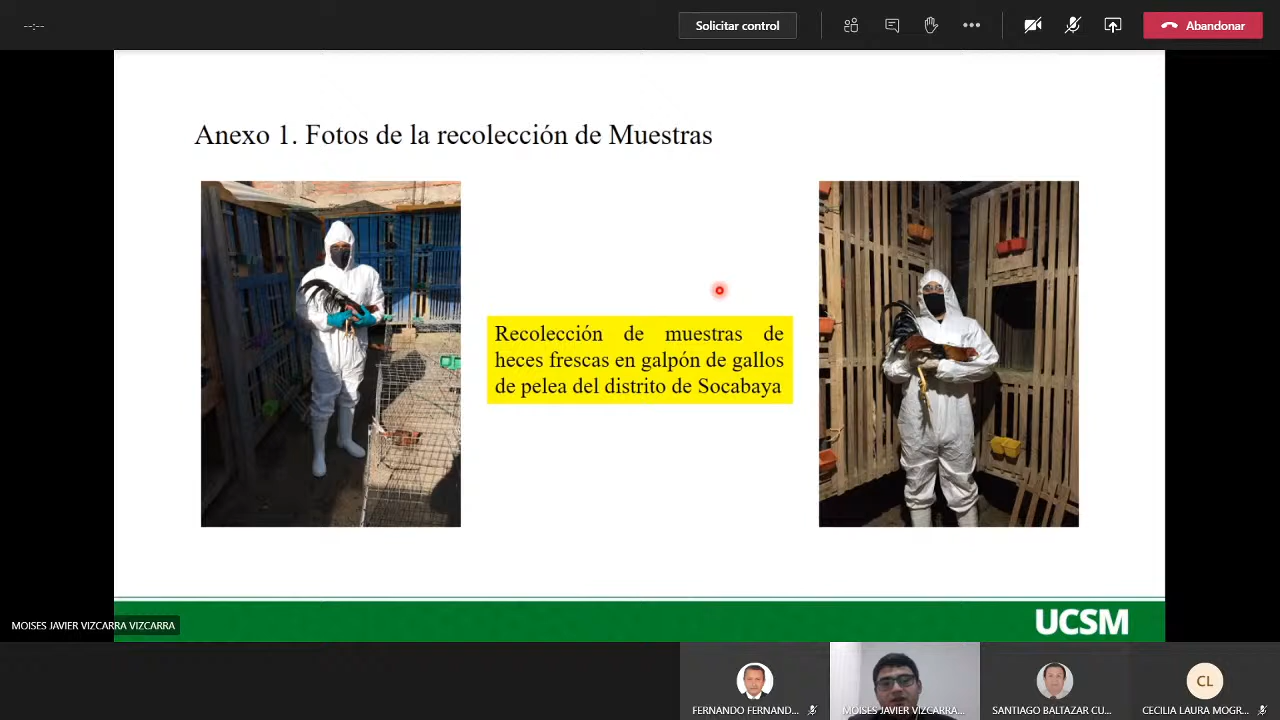 --:--
Solicitar control
Abandonar
Anexo 1. Fotos de la recolección de Muestras
Recolección de muestras de
heces frescas en galpón de gallos
de pelea del distrito de Socabaya
UCSM
MOISES JAVIER VIZCARRA VIZCARRA
CL
FERNANDO FERNAND...
MOISES JAVIER VIZCARRA...
SANTIAGO BALTAZAR CU...
CECILIA LAURA MOGR...